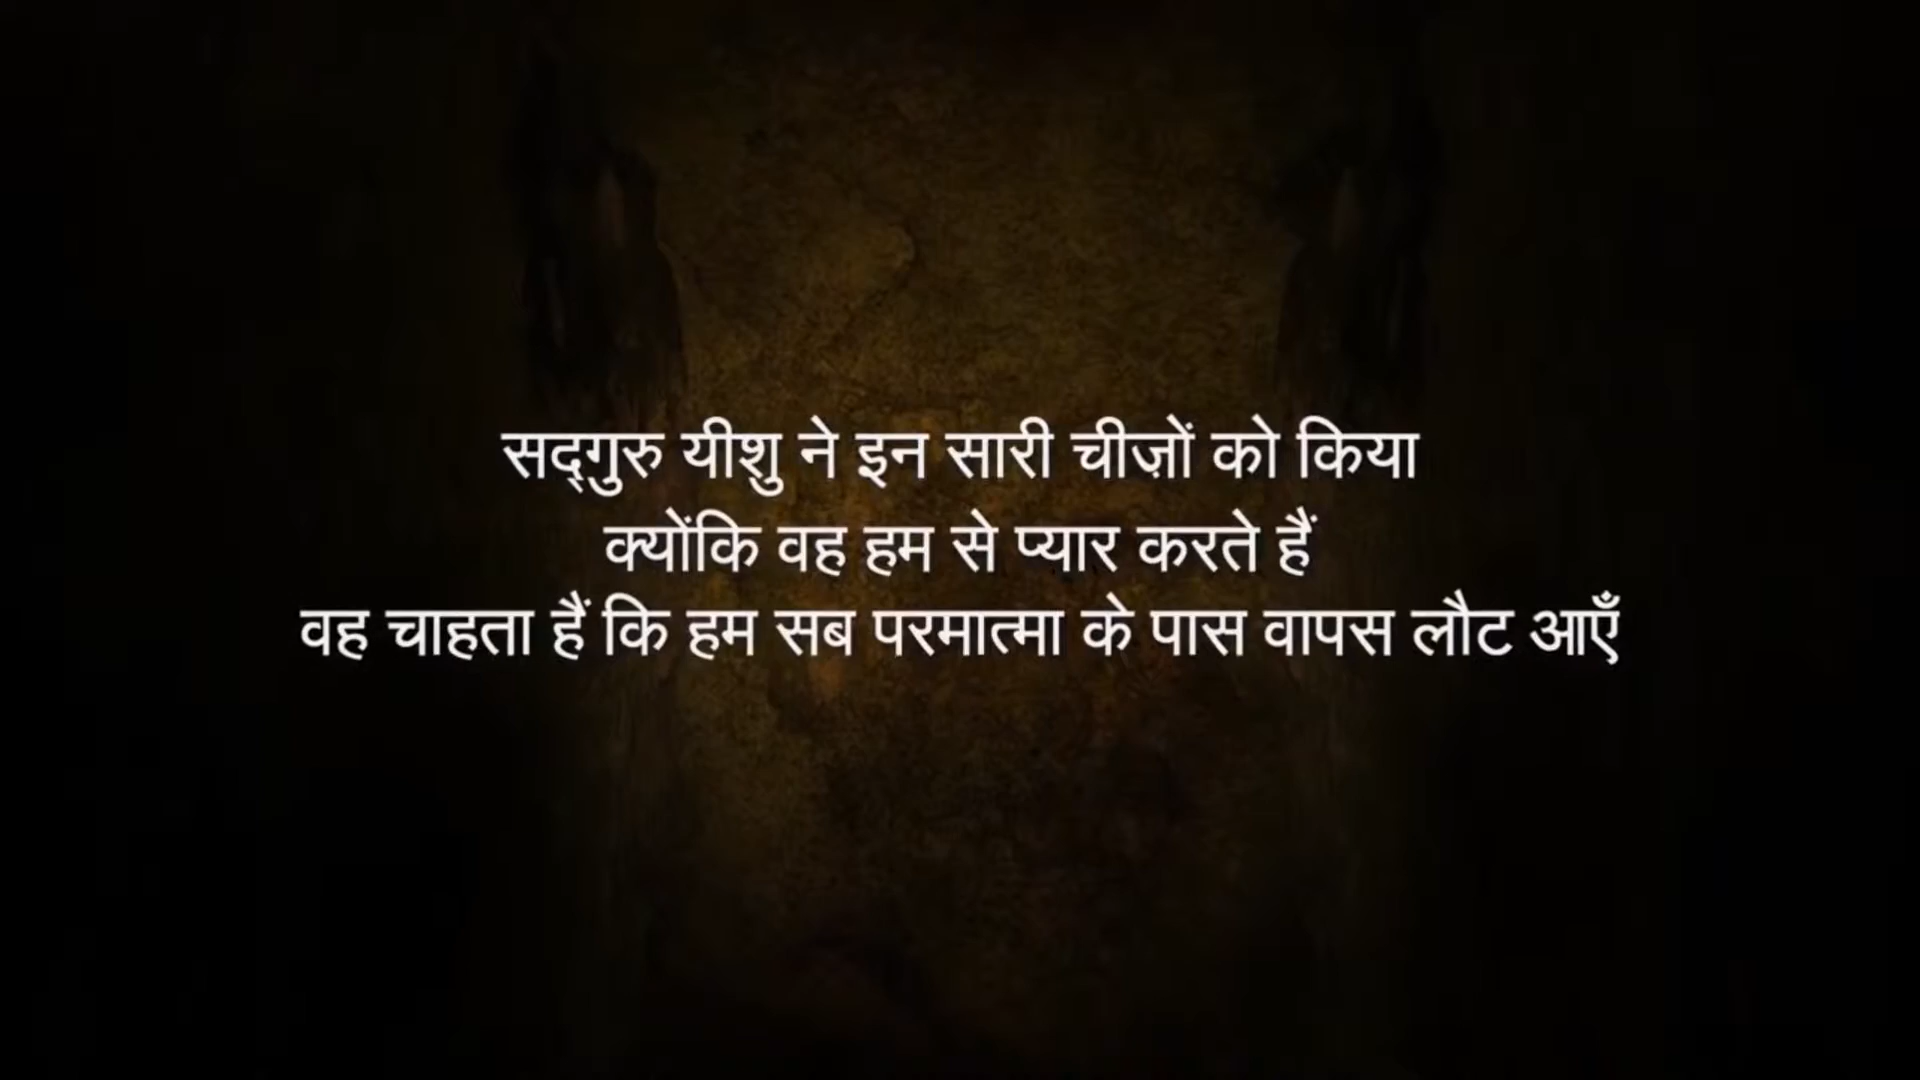 सद्‌गुरु यीशु ने इन सारी चीज़ों को किया
क्योंकि वह हम से प्यार करते हैं
वह चाहता हैं कि हम सब परमात्मा के पास वापस लौट आएँ